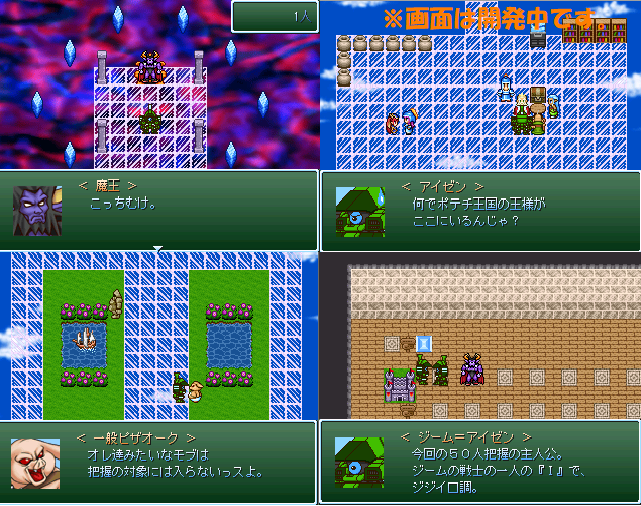 1人
※画面は開発中です。
＜ 魔王 ＞
こっちむけ。
＜ アイゼン ＞
何でポテチ王国の王様が
ここにいるんじゃ？
＜ 一般ピザオーク ＞
オレ達みたいなモブは
把握の対象には入らないっスよ。
＜ ジーム＝アイゼン ＞
今回の５０人把握の主人公。
ジームの戦士の一人の『Ｉ』で、
ジジイ口調。